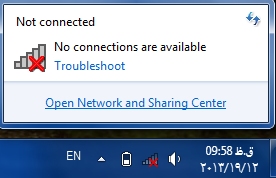 Not connected
No connections are available
Troubleshoot
Open Network and Sharing Center
EN
09:58 ق.ظ
٢٠١٣/١٩/١٢